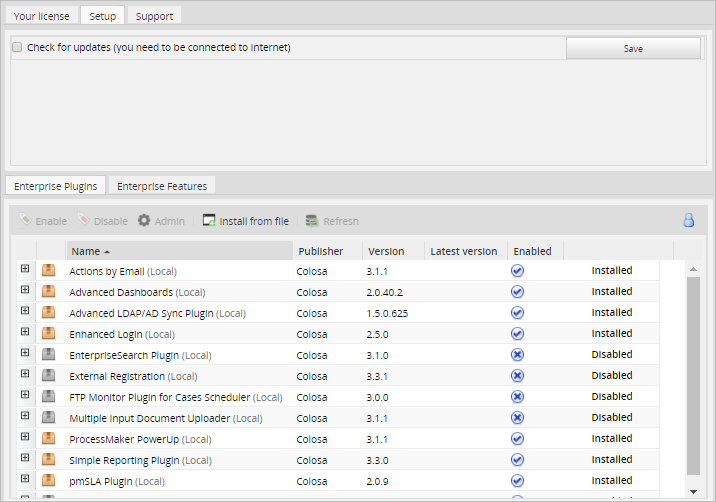 Your license Setup Support
Check for updates (you need to be connected to internet) Save
Enterprise Plugins Enterprise Features
Enable Disable Admin Install from file Refresh
Name Publisher Version Latest version Enabled
Actions by Email (Local) Colosa 3.1.1 Installed
Advanced Dashboards (Local) Colosa 2.0.40.2 Installed
Advanced LDAP/AD Sync Plugin (Local) Colosa 1.5.0.625 Installed
Enhanced Login (Local) Colosa 2.5.0 Installed
EnterpriseSearch Plugin (Local) Colosa 3.1.0 Disabled
External Registration (Local) Colosa 3.3.1 Disabled
FTP Monitor Plugin for Cases Scheduler (Local) Colosa 3.0.0 Disabled
Multiple Input Document Uploader (Local) Colosa 3.1.1 Disabled
ProcessMaker PowerUp (Local) Colosa 3.1.1 Installed
Simple Reporting Plugin (Local) Colosa 3.3.0 Installed
pmSLA Plugin (Local) Colosa 2.0.9 Installed